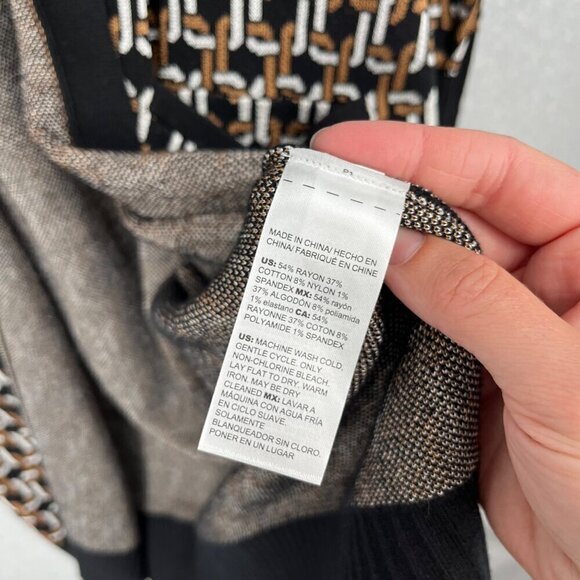 MADE IN CHINA/ HECHO EN
CHINA/ FABRIQUÉ EN CHINE
US: 54% RAYON 37%
COTTON 8% NYLON 1%
SPANDEX MX: 54% rayón
37% ALGODÓN 8% poliamida
1% elastano CA: 54%
RAYONNE 37% COTON 8%
POLYAMIDE 1% SPANDEX
US: MACHINE WASH COLD,
GENTLE CYCLE. ONLY
NON-CHLORINE BLEACH.
LAY FLAT TO DRY. WARM
IRON. MAY BE DRY
CLEANED MX: LAVAR A
MÁQUINA CON AGUA FRÍA
EN CICLO SUAVE.
SOLAMENTE
BLANQUEADOR SIN CLORO.
PONER EN UN LUGAR